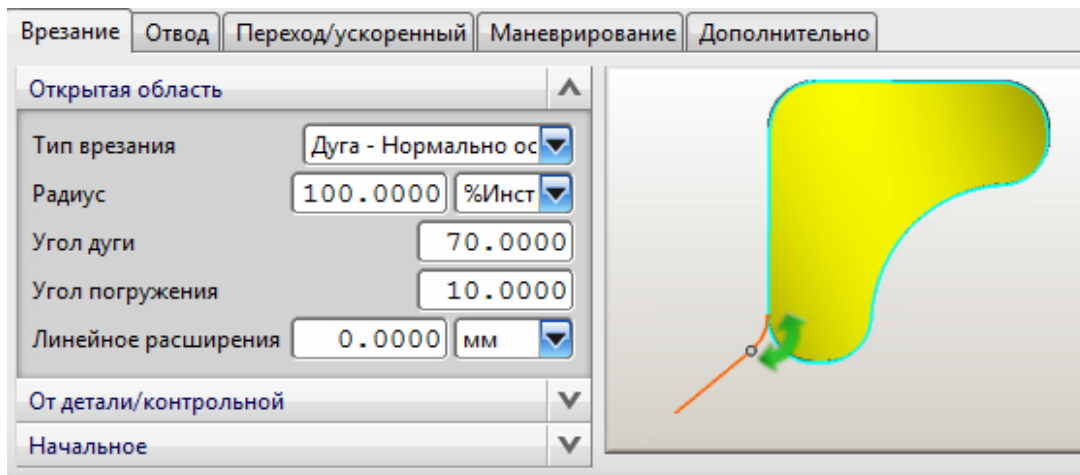 Врезание Отвод Переход/ускоренный Маневрирование Дополнительно
Открытая область
Тип врезания Дуга - Нормально ос
Радиус 100.0000 %Инст
Угол дуги 70.0000
Угол погружения 10.0000
Линейное расширения 0.0000 мм
От детали/контрольной
Начальное